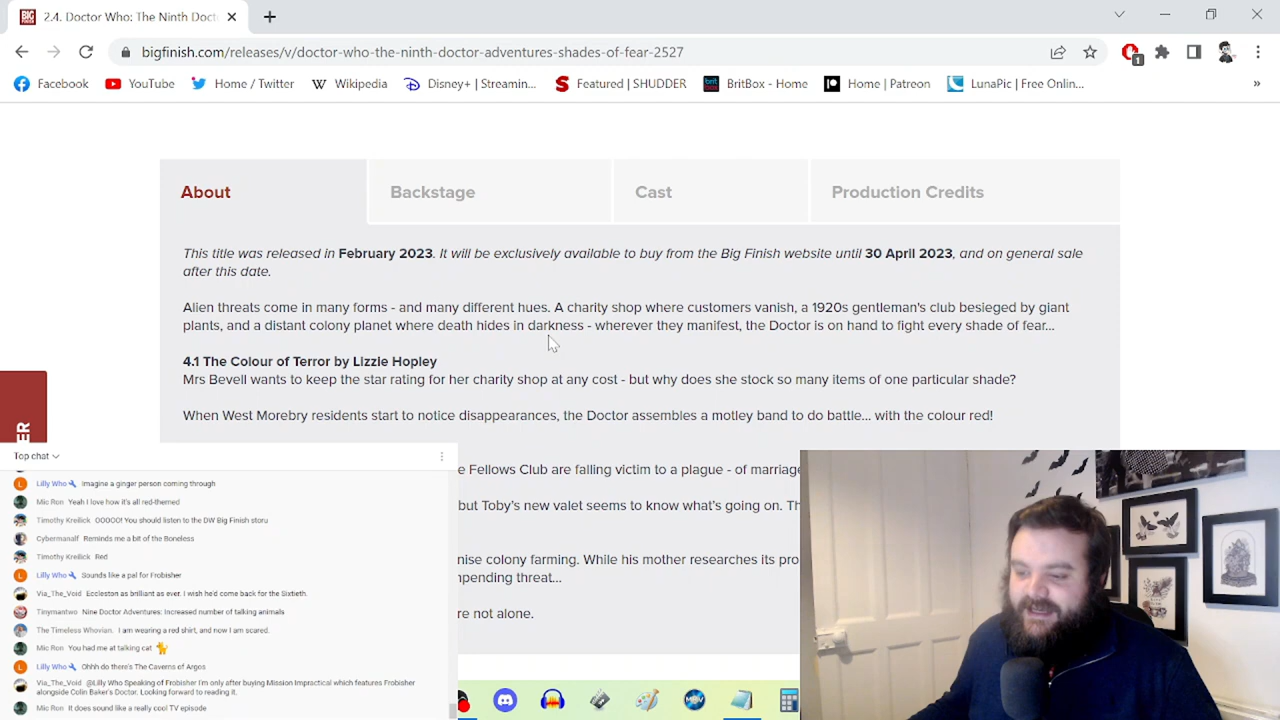 2.4. Doctor Who: The Ninth Doct
bigfinish.com/releases/v/doctor-who-the-ninth-doctor-adventures-shades-of-fear-2527
1
Facebook
YouTube
Home / Twitter
Wikipedia
Disney+ | Streamin...
Featured | SHUDDER
BritBox - Home
Home | Patreon
LunaPic | Free Onlin...
»
About
Backstage
Cast
Production Credits
This title was released in February 2023. It will be exclusively available to buy from the Big Finish website until 30 April 2023, and on general sale
after this date.
Alien threats come in many forms - and many different hues. A charity shop where customers vanish, a 1920s gentleman's club besieged by giant
plants, and a distant colony planet where death hides in darkness - wherever they manifest, the Doctor is on hand to fight every shade of fear...
4.1 The Colour of Terror by Lizzie Hopley
Mrs Bevell wants to keep the star rating for her charity shop at any cost - but why does she stock so many items of one particular shade?
When West Morebry residents start to notice disappearances, the Doctor assembles a motley band to do battle... with the colour red!
ER
e Fellows Club are falling victim to a plague - of marriag
but Toby's new valet seems to know what's going on. Th
nise colony farming. While his mother researches its pro
npending threat...
re not alone.
Top chat
Lilly Who Imagine a ginger person coming through
Mic Ron Yeah I love how it's all red-themed
Timothy Krellick OOOOO! You should listen to the DW Big Finish storu
Cybermanalf Reminds me a bit of the Boneless
Timothy Krellick Red
Lilly Who Sounds like a pal for Frobisher
Via_The_Void Eccleston as brilliant as ever. I wish he'd come back for the Sixtieth.
Tinymantwo Nine Doctor Adventures: Increased number of talking animals
The Timeless Whovian. I am wearing a red shirt, and now I am scared.
Mic Ron You had me at talking cat
Lilly Who Ohhh do there's The Caverns of Argos
Via_The_Void @Lilly Who Speaking of Frobisher I'm only after buying Mission Impractical which features Frobisher
alongside Colin Baker's Doctor. Looking forward to reading it.
Mic Ron It does sound like a really cool TV episode